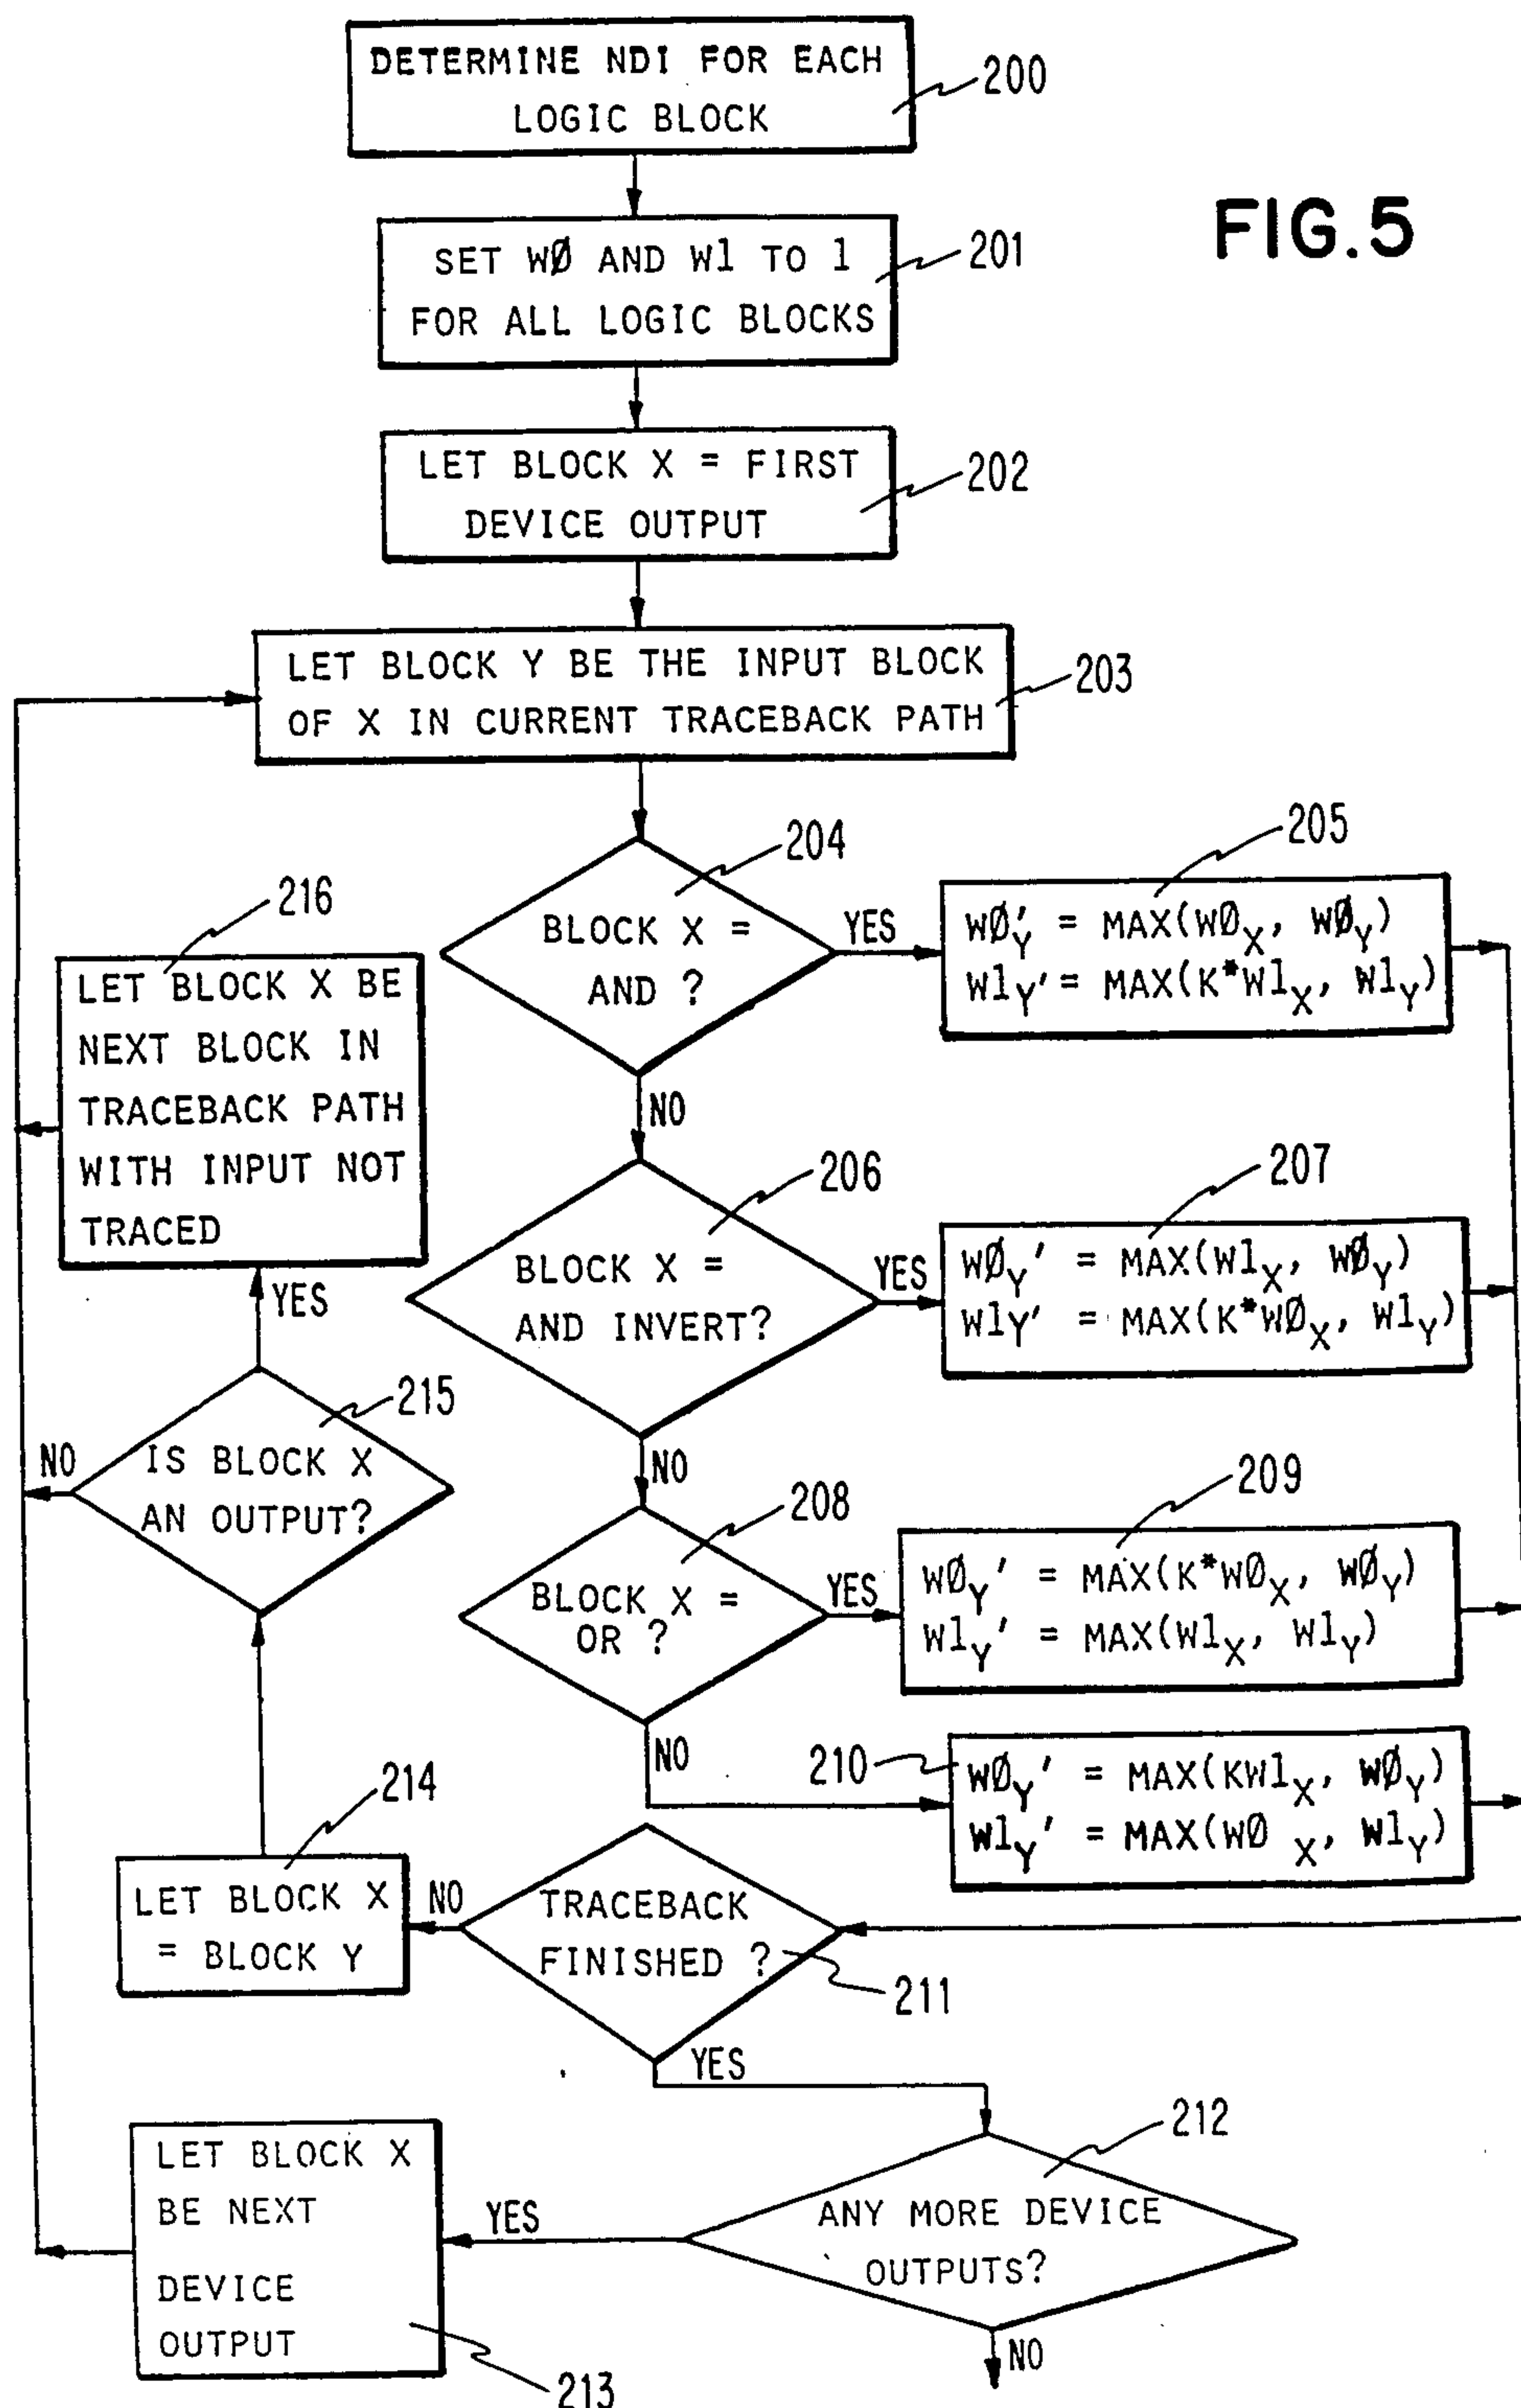 DETERMINE NDI FOR EACH
LOGIC BLOCK
200
FIG.5
SET WØ AND W1 TO 1
FOR ALL LOGIC BLOCKS
201
LET BLOCK X = FIRST
DEVICE OUTPUT
202
LET BLOCK Y BE THE INPUT BLOCK
OF X IN CURRENT TRACEBACK PATH
203
204
BLOCK X =
AND ?
YES
NO
205
WØY' = MAX(WØX, WØY)
W1Y' = MAX(K*W1X, W1Y)
216
LET BLOCK X BE
NEXT BLOCK IN
TRACEBACK PATH
WITH INPUT NOT
TRACED
YES
206
BLOCK X =
AND INVERT?
YES
NO
207
WØY' = MAX(W1X, WØY)
W1Y' = MAX(K*WØX, W1Y)
215
NO
IS BLOCK X
AN OUTPUT?
208
BLOCK X =
OR ?
YES
NO
209
WØY' = MAX(K*WØX, WØY)
W1Y' = MAX(W1X, W1Y)
210
WØY' = MAX(KW1X, WØY)
W1Y' = MAX(WØ X, W1Y)
214
LET BLOCK X
= BLOCK Y
NO
TRACEBACK
FINISHED ?
211
YES
212
ANY MORE DEVICE
OUTPUTS?
YES
NO
LET BLOCK X
BE NEXT
DEVICE
OUTPUT
213